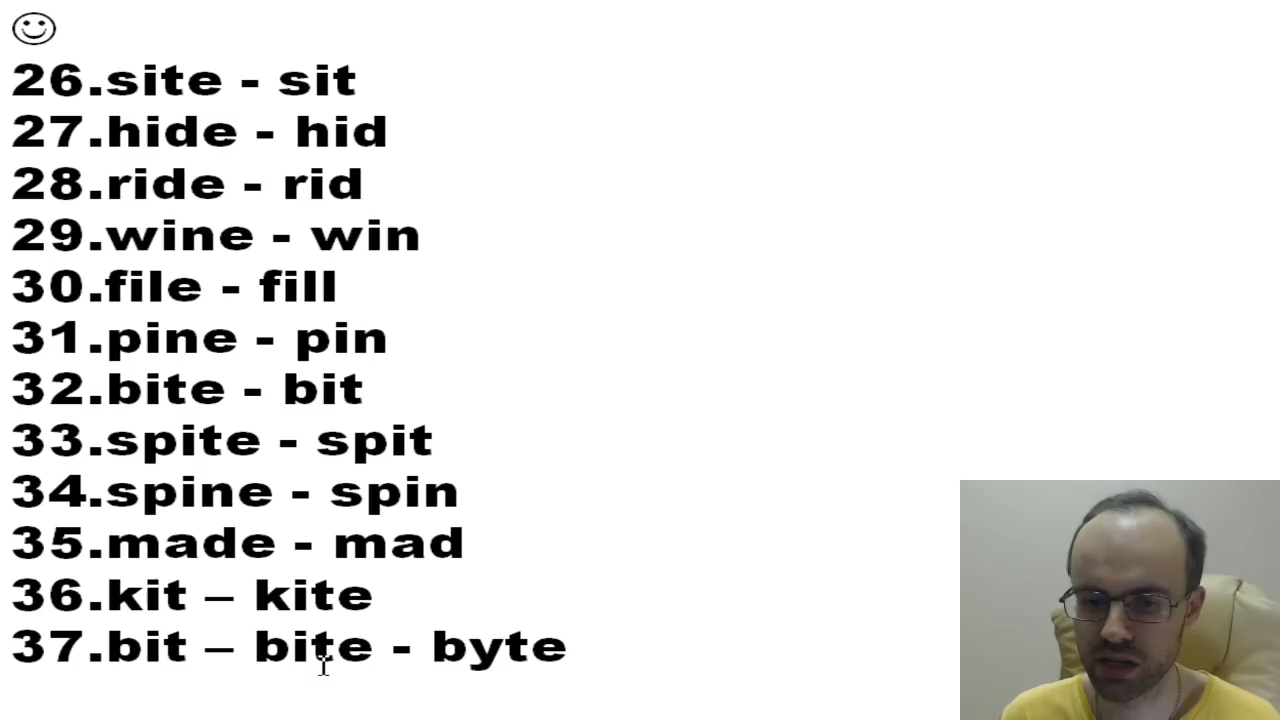 ☺
26.site - sit
27.hide - hid
28.ride - rid
29.wine - win
30.file - fill
31.pine - pin
32.bite - bit
33.spite - spit
34.spine - spin
35.made - mad
36.kit – kite
37.bit – bite - byte